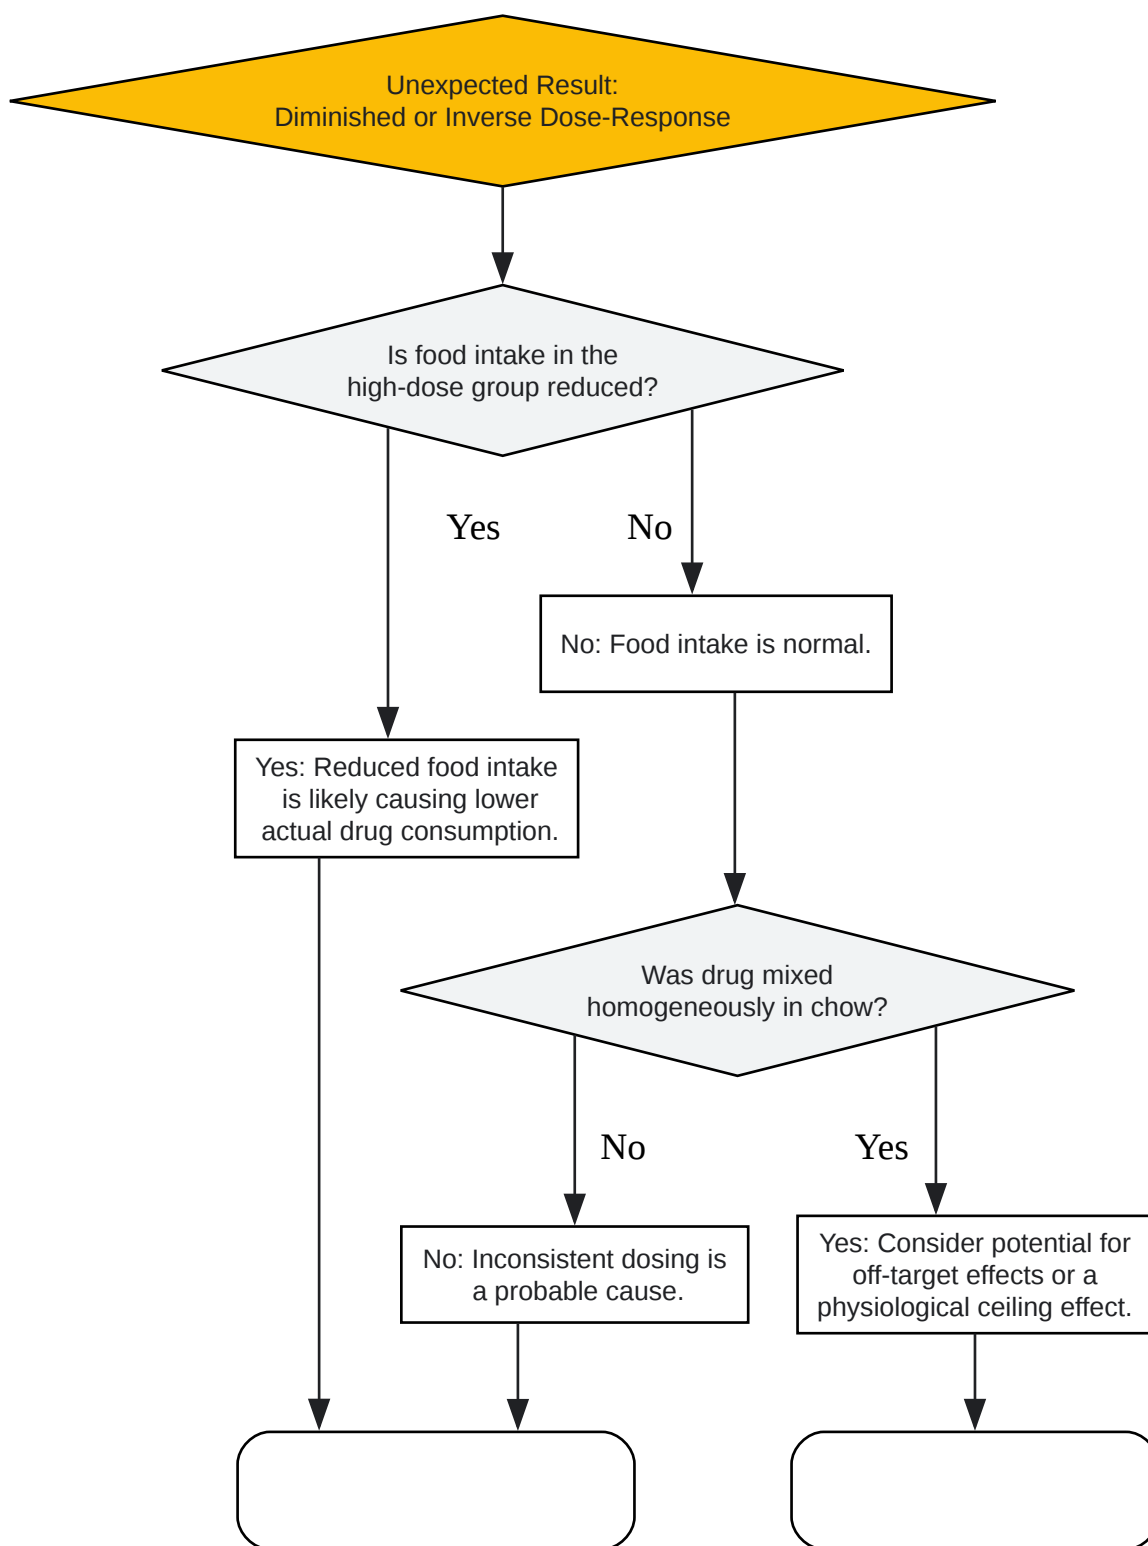 Unexpected Result:
Diminished or Inverse Dose-Response
Is food intake in the
high-dose group reduced?
Yes
No
No: Food intake is normal.
Yes: Reduced food intake
is likely causing lower
actual drug consumption.
Was drug mixed
homogeneously in chow?
No
Yes
No: Inconsistent dosing is
a probable cause.
Yes: Consider potential for
off-target effects or a
physiological ceiling effect.